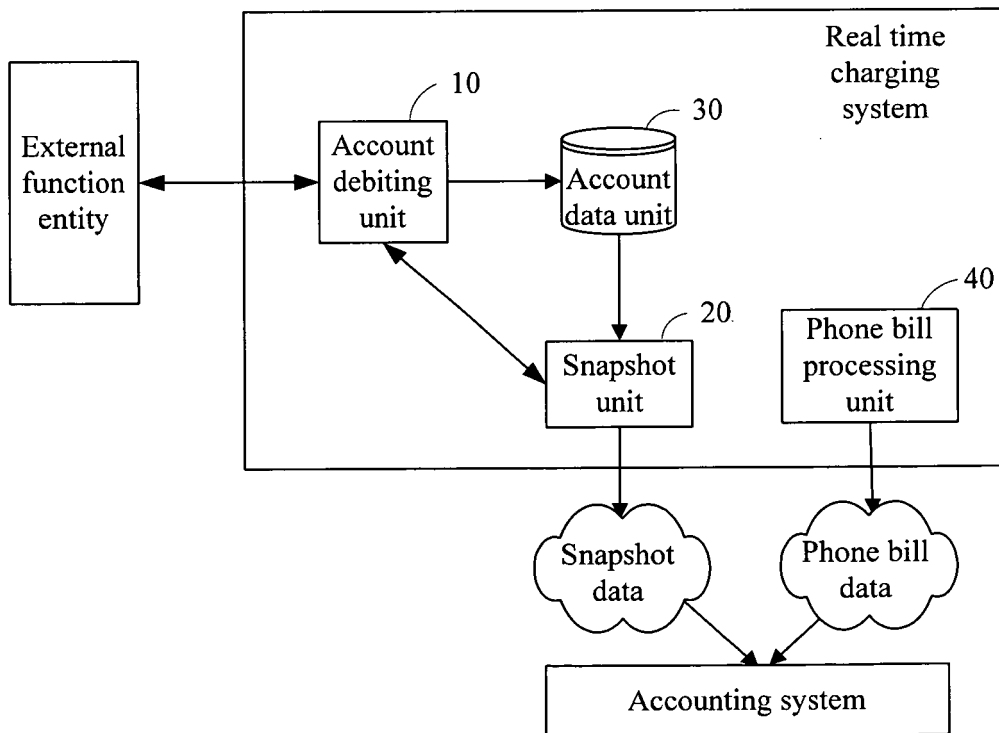 Real time
charging
system
10
30
External
function
entity
Account
debiting
unit
Account
data unit
20
40
Snapshot
unit
Phone bill
processing
unit
Snapshot
data
Phone bill
data
Accounting system